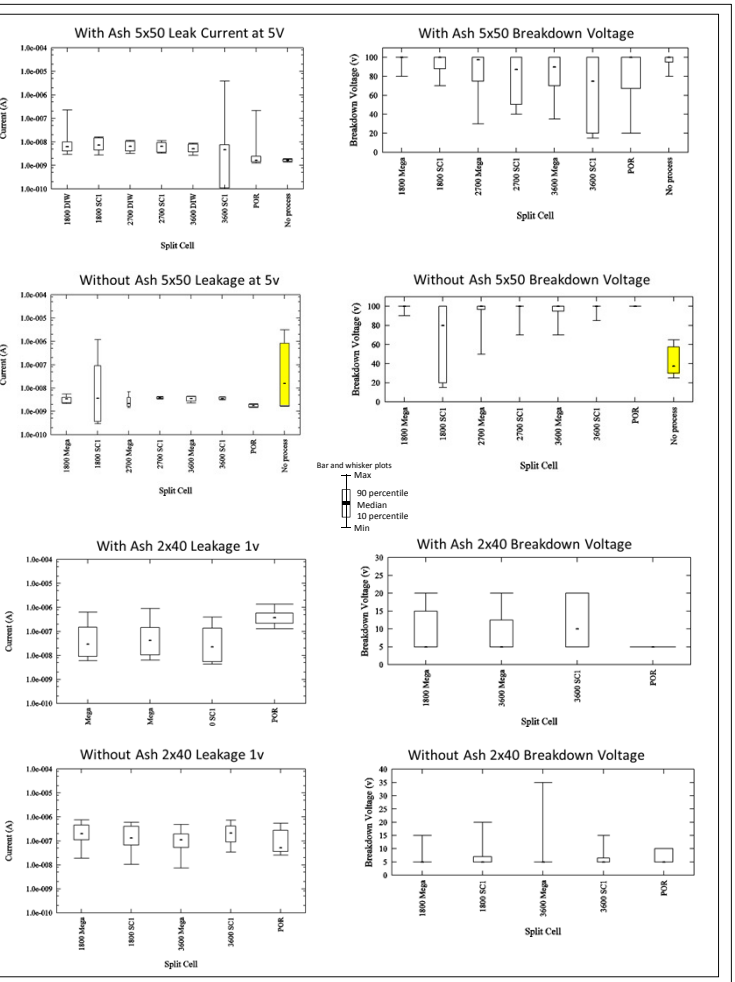 With Ash 5x50 Leak Current at 5V
Current (A)
1.0e-004
1.0e-005
1.0e-006
1.0e-007
1.0e-008
1.0e-009
1.0e-010
1800 DIW
1800 SC1
2700 DIW
2700 SC1
3600 DIW
3600 SC1
POR
No process
Split Cell
With Ash 5x50 Breakdown Voltage
Breakdown Voltage (v)
100
80
60
40
20
0
1800 Mega
1800 SC1
2700 Mega
2700 SC1
3600 Mega
3600 SC1
POR
No process
Split Cell
Without Ash 5x50 Leakage at 5v
Current (A)
1.0e-004
1.0e-005
1.0e-006
1.0e-007
1.0e-008
1.0e-009
1.0e-010
1800 Mega
1800 SC1
2700 Mega
2700 SC1
3600 Mega
3600 SC1
POR
No process
Split Cell
Without Ash 5x50 Breakdown Voltage
Breakdown Voltage (v)
100
80
60
40
20
0
1800 Mega
1800 SC1
2700 Mega
2700 SC1
3600 Mega
3600 SC1
POR
No process
Split Cell
Bar and whisker plots
Max
90 percentile
Median
10 percentile
Min
With Ash 2x40 Leakage 1v
Current (A)
1.0e-004
1.0e-005
1.0e-006
1.0e-007
1.0e-008
1.0e-009
1.0e-010
Mega
Mega
0 SC1
POR
With Ash 2x40 Breakdown Voltage
Breakdown Voltage (v)
30
25
20
15
10
5
0
1800 Mega
3600 Mega
3600 SC1
POR
Split Cell
Without Ash 2x40 Leakage 1v
Current (A)
1.0e-004
1.0e-005
1.0e-006
1.0e-007
1.0e-008
1.0e-009
1.0e-010
1800 Mega
1800 SC1
3600 Mega
3600 SC1
POR
Split Cell
Without Ash 2x40 Breakdown Voltage
Breakdown Voltage (v)
40
35
30
25
20
15
10
5
0
1800 Mega
1800 SC1
3600 Mega
3600 SC1
POR
Split Cell